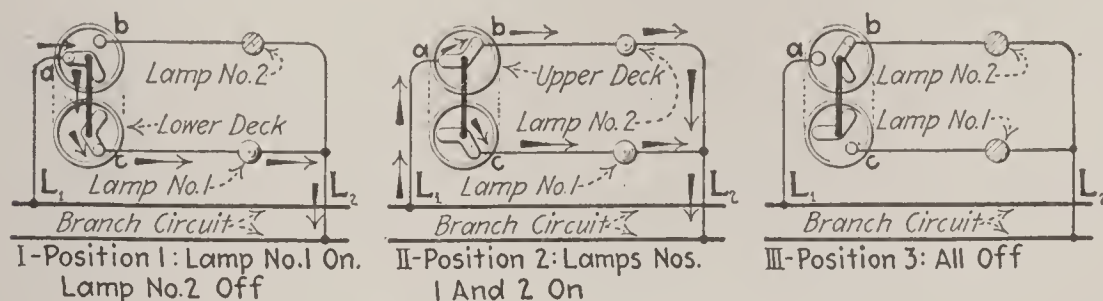 b
a
Lamp No.2
Lower Deck
c
Lamp No.1
L₁
L₂
Branch Circuit
I-Position 1: Lamp No.1 On.
Lamp No.2 Off
b
a
Upper Deck
Lamp No.2
c
Lamp No.1
L₁
L₂
Branch Circuit
II-Position 2: Lamps Nos.
1 And 2 On
b
a
Lamp No.2
Lamp No.1
c
L₁
L₂
Branch Circuit
III-Position 3: All Off